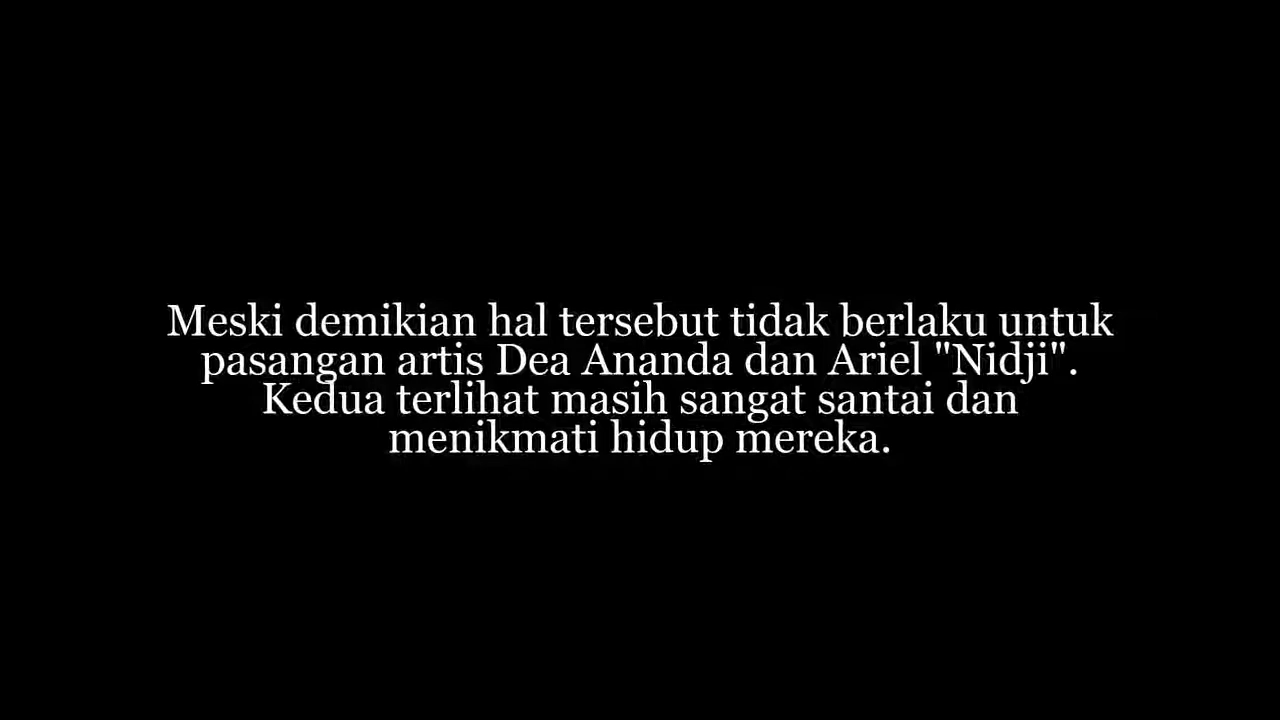 Meski demikian hal tersebut tidak berlaku untuk
pasangan artis Dea Ananda dan Ariel "Nidji".
Kedua terlihat masih sangat santai dan
menikmati hidup mereka.